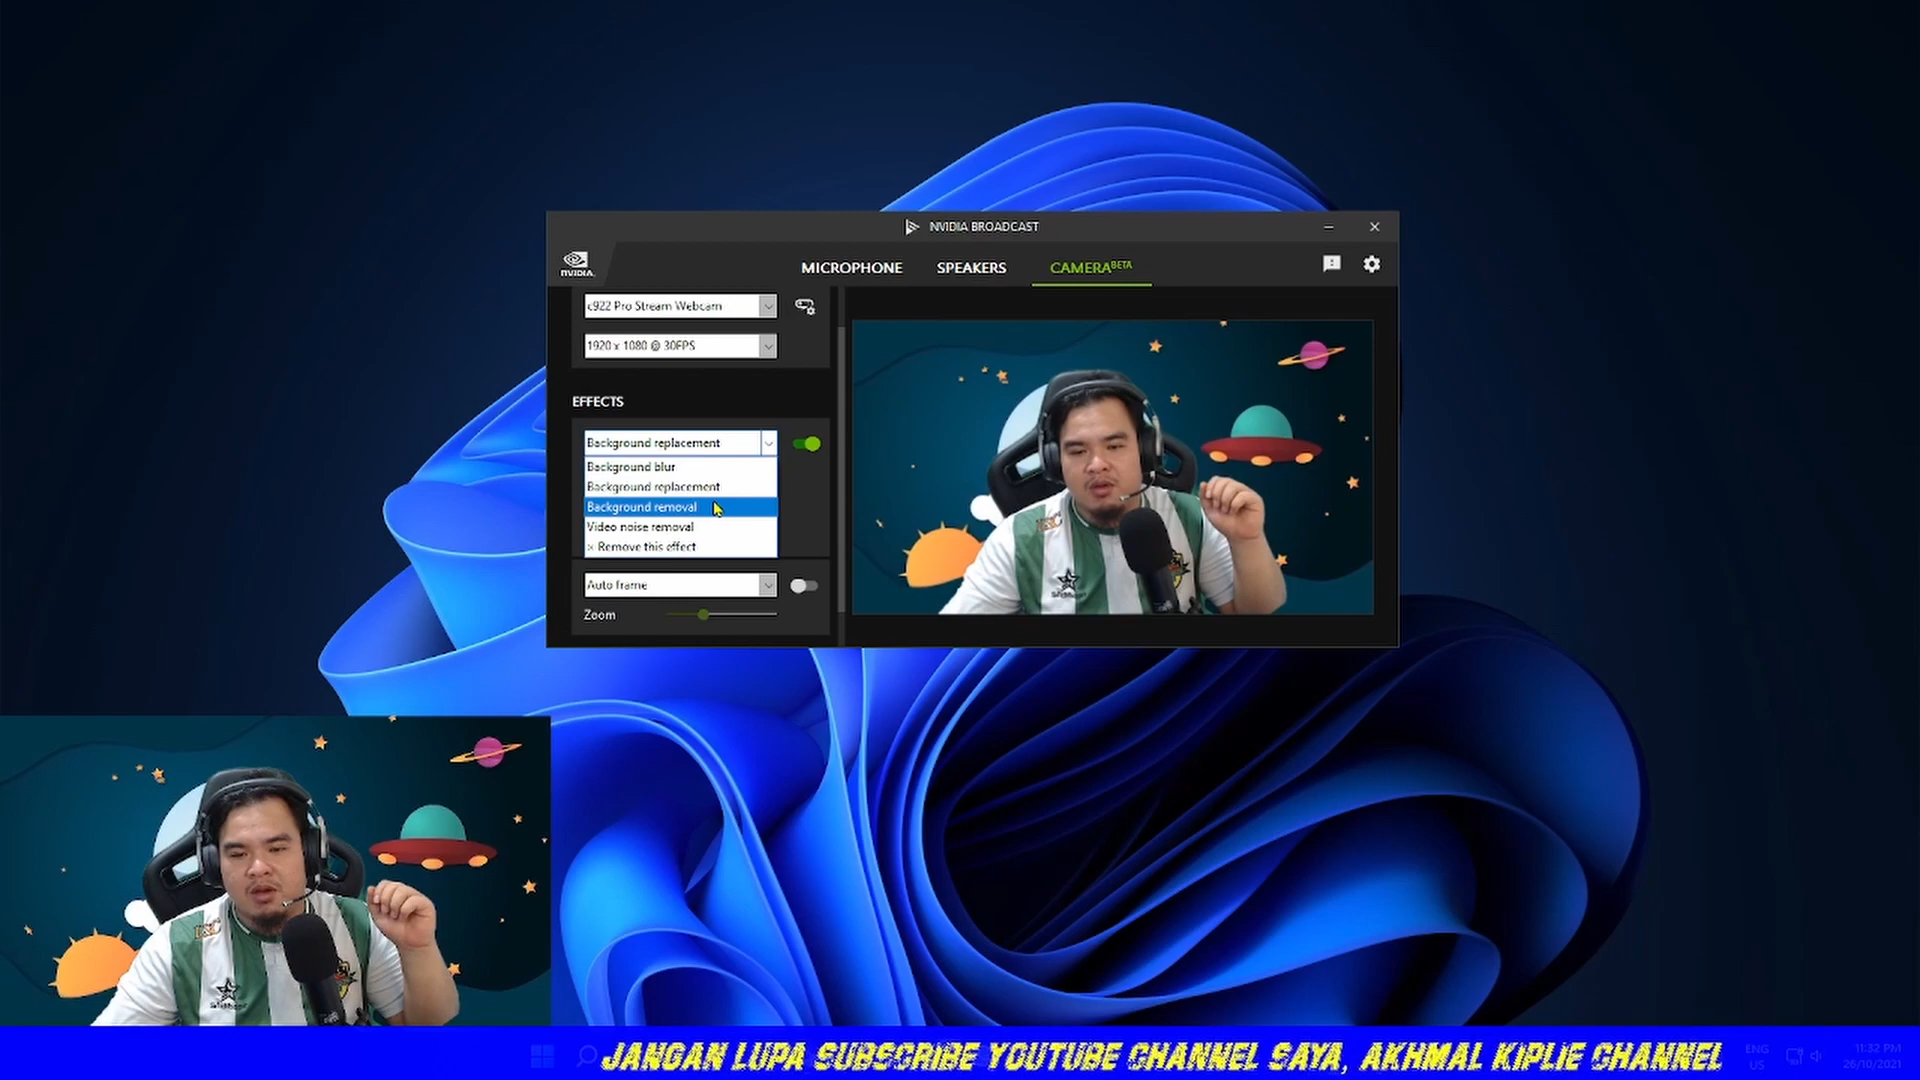 NVIDIA BROADCAST
NVIDIA.
MICROPHONE
SPEAKERS
CAMERA BETA
c922 Pro Stream Webcam
1920 x 1080 @ 30FPS
EFFECTS
Background replacement
Background blur
Background replacement
Background removal
Video noise removal
× Remove this effect
Auto frame
Zoom
JANGAN LUPA SUBSCRIBE YOUTUBE CHANNEL SAYA, AKHMAL KIPLIE CHANNEL
ENG
US
11:32 PM
26/10/2021